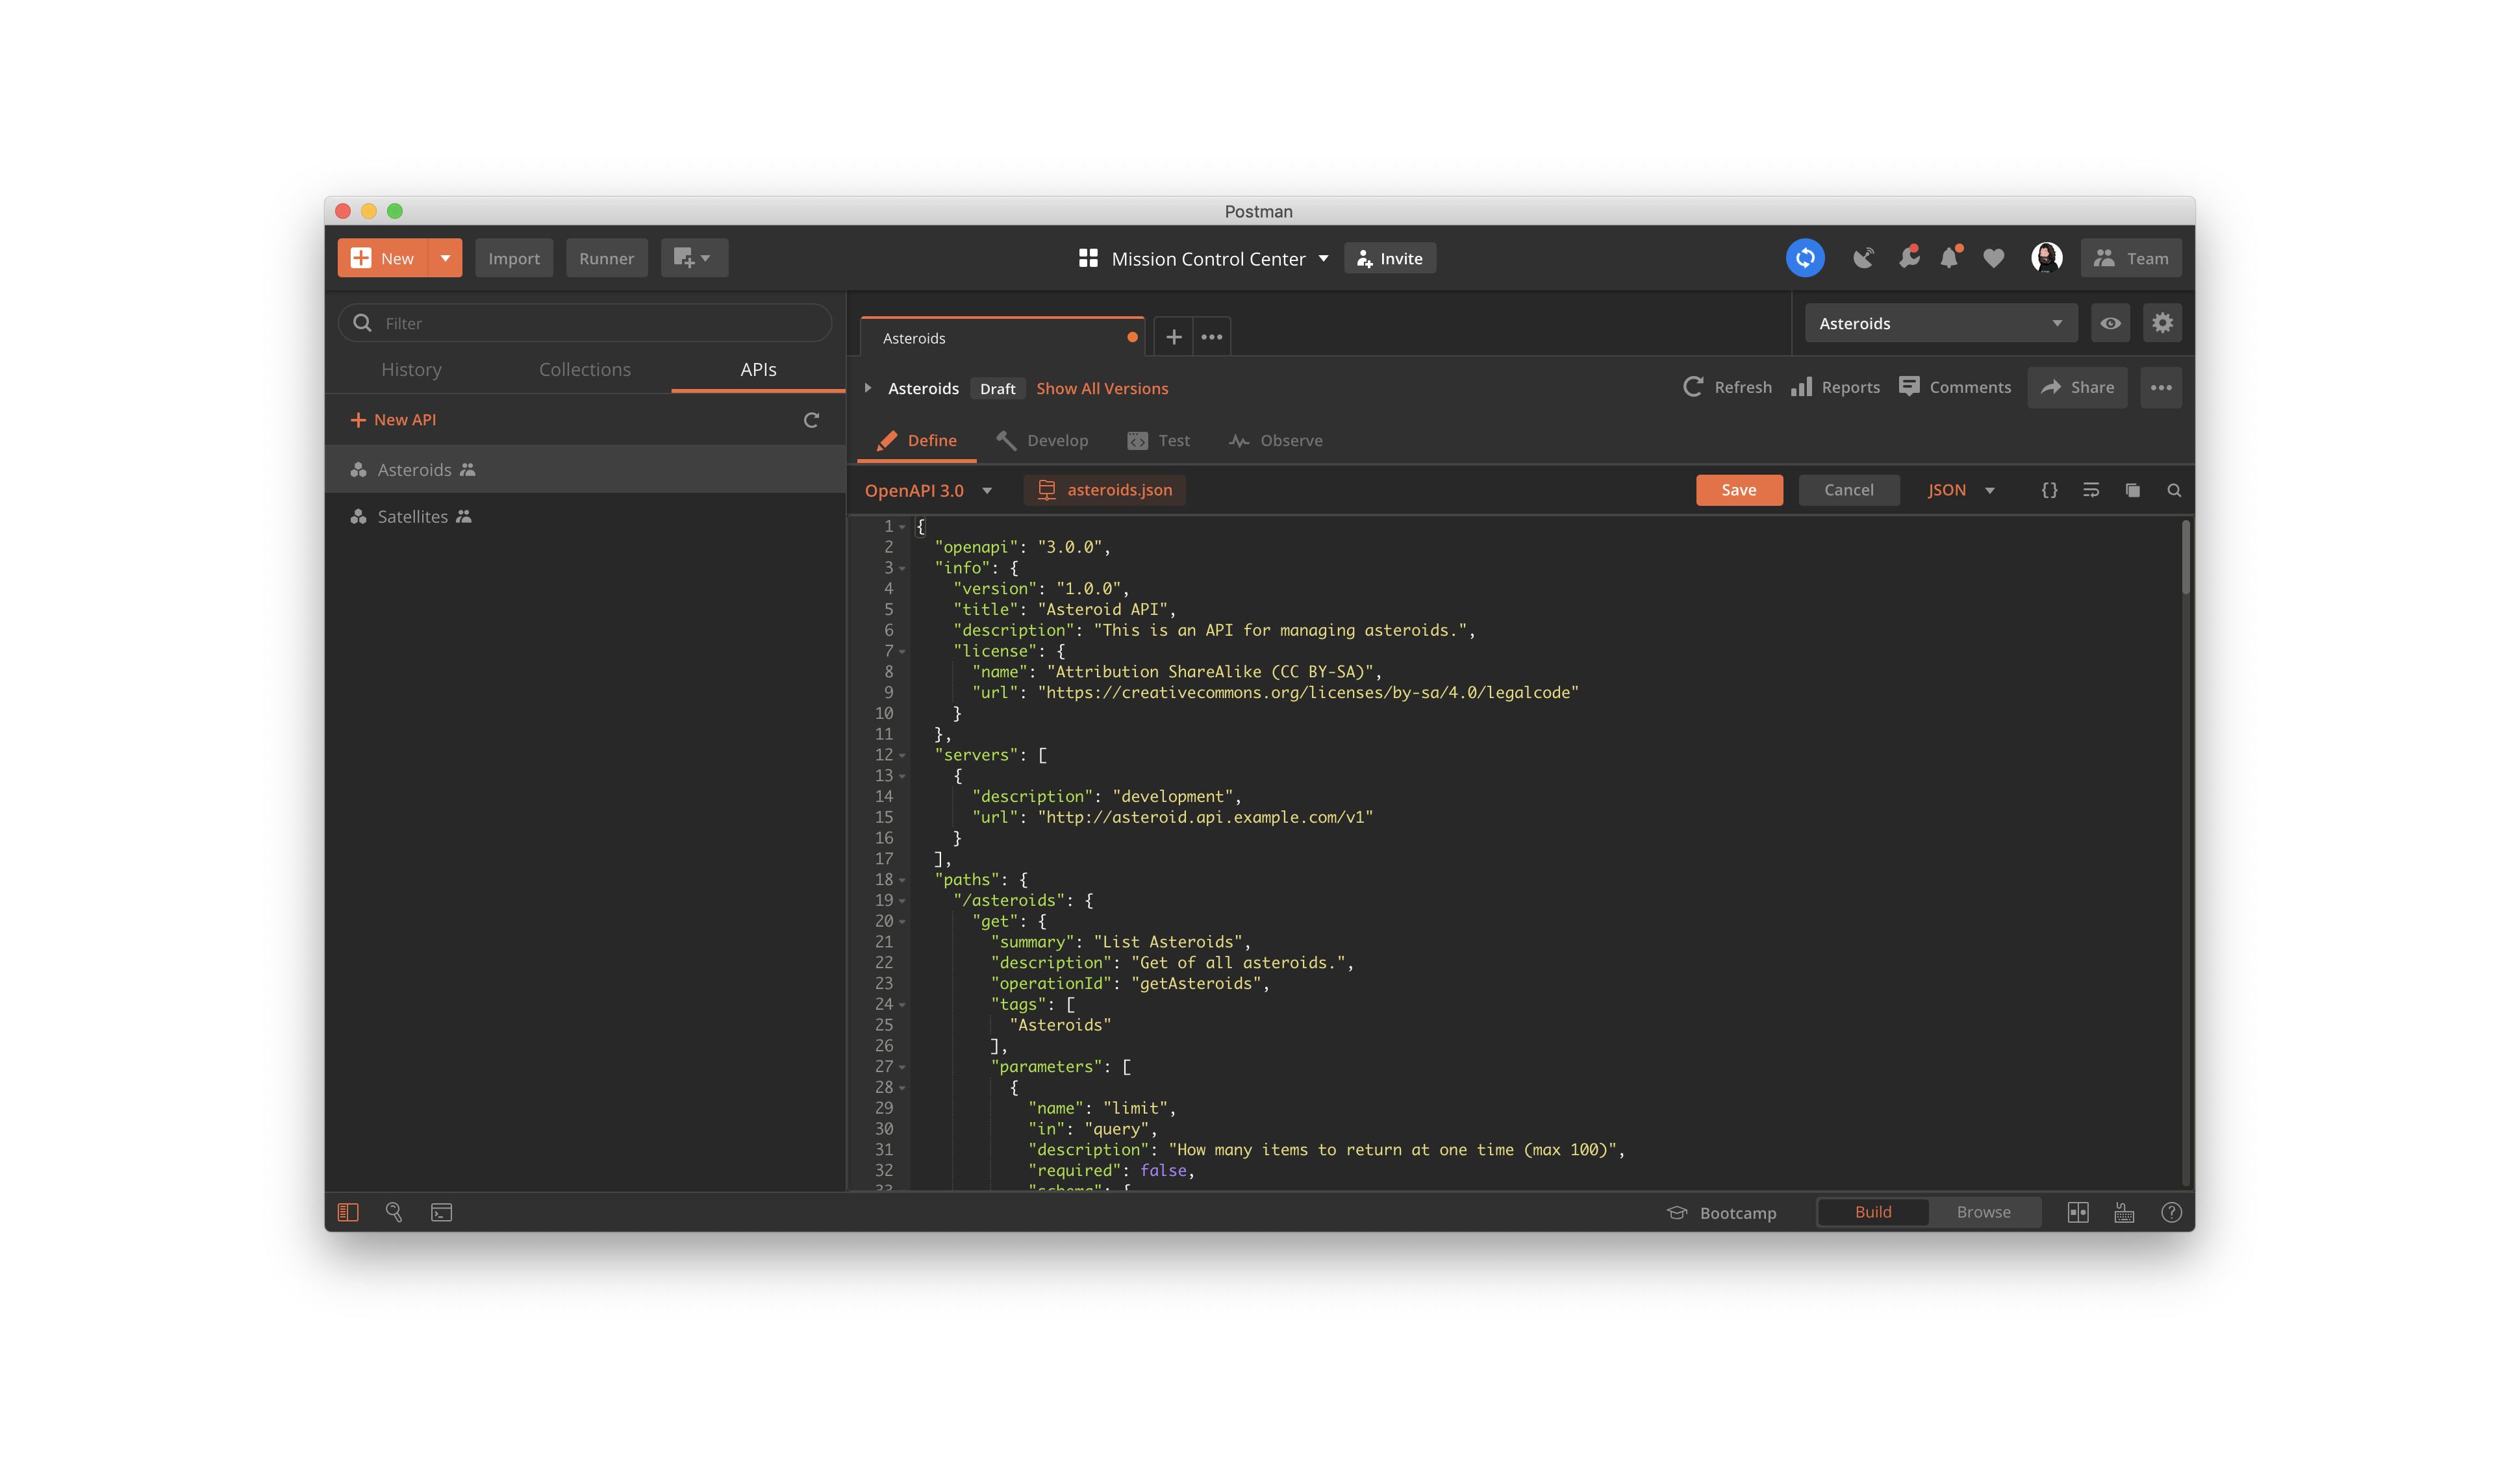 Postman
New
Import
Runner
Mission Control Center
Invite
Team
Filter
History
Collections
APIs
+ New API
Asteroids
Satellites
Asteroids
Asteroids
Asteroids
Draft
Show All Versions
Refresh
Reports
Comments
Share
Define
Develop
Test
Observe
OpenAPI 3.0
asteroids.json
Save
Cancel
JSON
1 {
2 "openapi": "3.0.0",
3 "info": {
4 "version": "1.0.0",
5 "title": "Asteroid API",
6 "description": "This is an API for managing asteroids.",
7 "license": {
8 "name": "Attribution ShareAlike (CC BY-SA)",
9 "url": "https://creativecommons.org/licenses/by-sa/4.0/legalcode"
10 }
11 },
12 "servers": [
13 {
14 "description": "development",
15 "url": "http://asteroid.api.example.com/v1"
16 }
17 ],
18 "paths": {
19 "/asteroids": {
20 "get": {
21 "summary": "List Asteroids",
22 "description": "Get of all asteroids.",
23 "operationId": "getAsteroids",
24 "tags": [
25 "Asteroids"
26 ],
27 "parameters": [
28 {
29 "name": "limit",
30 "in": "query",
31 "description": "How many items to return at one time (max 100)",
32 "required": false,
33 "schema": {
Bootcamp
Build
Browse